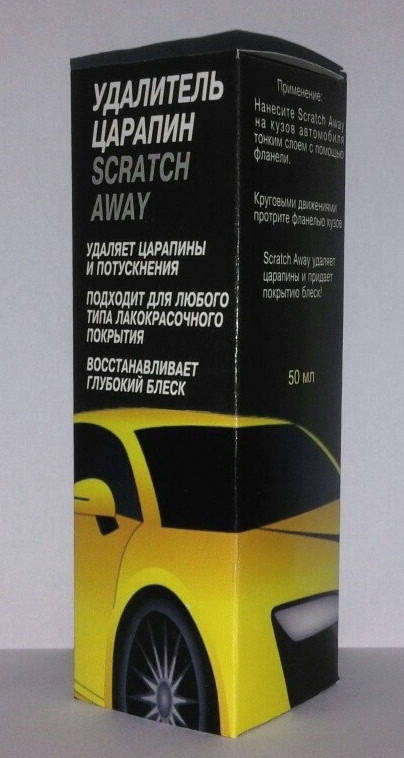 УДАЛИТЕЛЬ
ЦАРАПИН
SCRATCH
AWAY
УДАЛЯЕТ ЦАРАПИНЫ
И ПОТУСКНЕНИЯ
ПОДХОДИТ ДЛЯ ЛЮБОГО
ТИПА ЛАКОКРАСОЧНОГО
ПОКРЫТИЯ
ВОССТАНАВЛИВАЕТ
ГЛУБОКИЙ БЛЕСК
Применение:
Нанесите Scratch Away
на кузов автомобиля
тонким слоем с помощью
фланели.
Круговыми движениями
протрите фланелью кузов
Scratch Away удаляет
царапины и придает
покрытию блеск!
50 мл